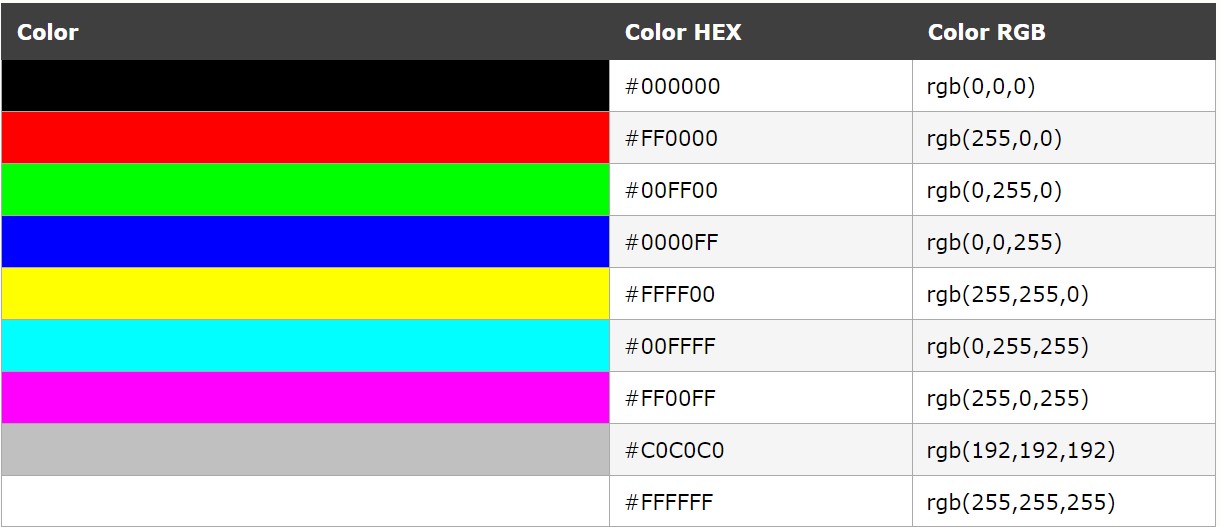 Color Color HEX Color RGB
#000000 rgb(0,0,0)
#FF0000 rgb(255,0,0)
#00FF00 rgb(0,255,0)
#0000FF rgb(0,0,255)
#FFFF00 rgb(255,255,0)
#00FFFF rgb(0,255,255)
#FF00FF rgb(255,0,255)
#C0C0C0 rgb(192,192,192)
#FFFFFF rgb(255,255,255)